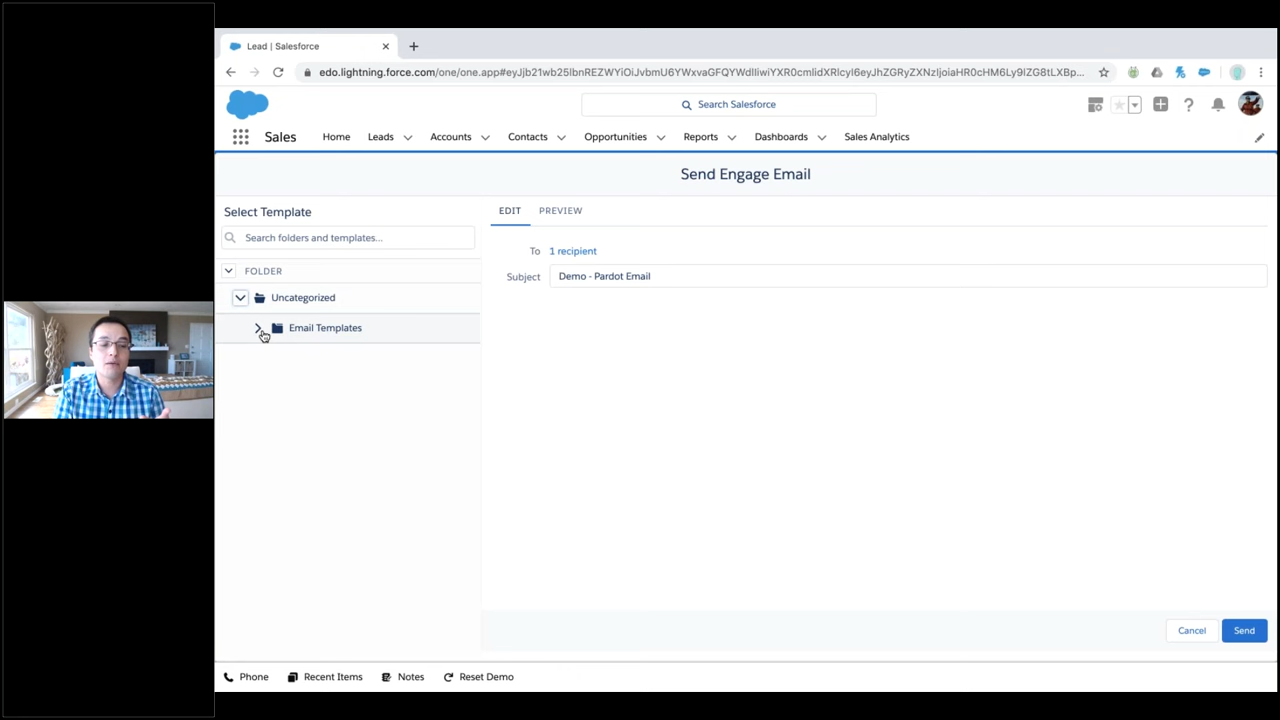 Lead | Salesforce
edo.lightning.force.com/one/one.app#eyJjb21wb25lbnREZWYiOiJvbmU6YWxvaGFQYWdlIiwiYXR0cmlidXRlcyI6eyJhZGRyZXNzIjoiaHR0cHM6Ly9lZG8tLXBp...
Search Salesforce
Sales
Home
Leads
Accounts
Contacts
Opportunities
Reports
Dashboards
Sales Analytics
Send Engage Email
Select Template
Search folders and templates...
FOLDER
Uncategorized
Email Templates
EDIT
PREVIEW
To 1 recipient
Subject Demo - Pardot Email
Cancel
Send
Phone
Recent Items
Notes
Reset Demo